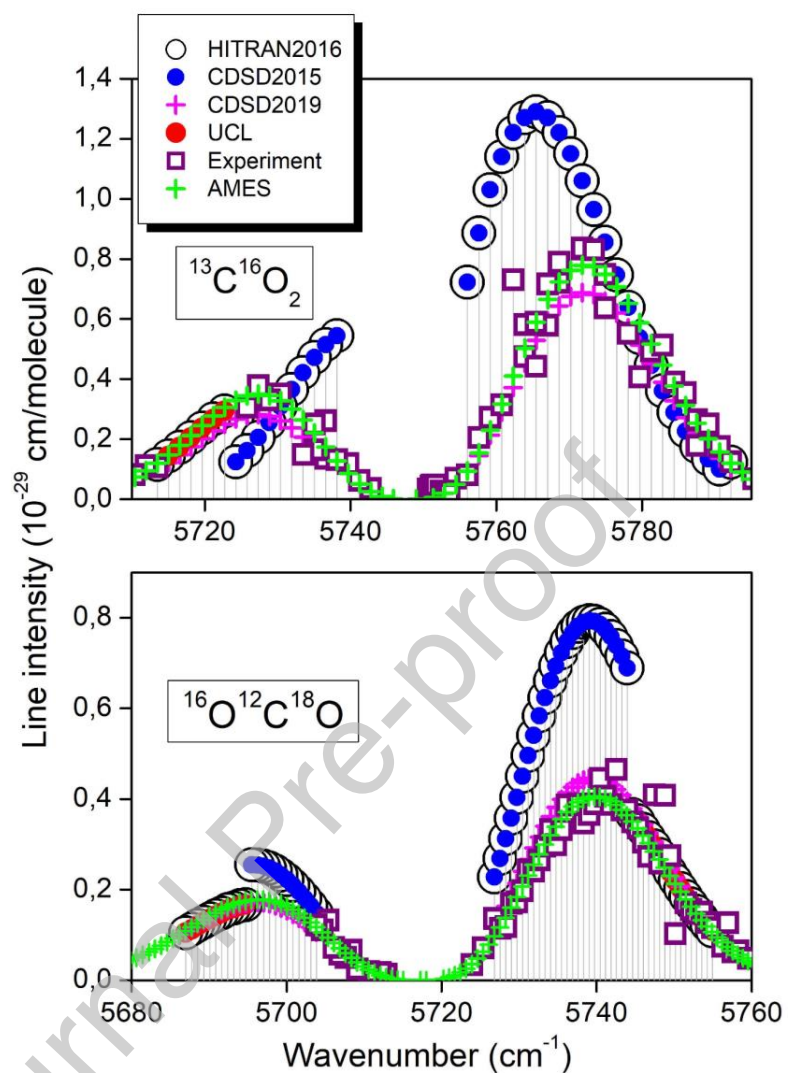 HITRAN2016
CDSD2015
CDSD2019
UCL
Experiment
AMES
1,4
1,2
1,0
0,8
0,6
0,4
0,2
0,0
¹³C¹⁶O₂
5720 5740 5760 5780
Line intensity (10⁻²⁹ cm/molecule)
0,8
0,6
0,4
0,2
0,0
¹⁶O¹²C¹⁸O
5680 5700 5720 5740 5760
Wavenumber (cm⁻¹)
urnal Pre-proof